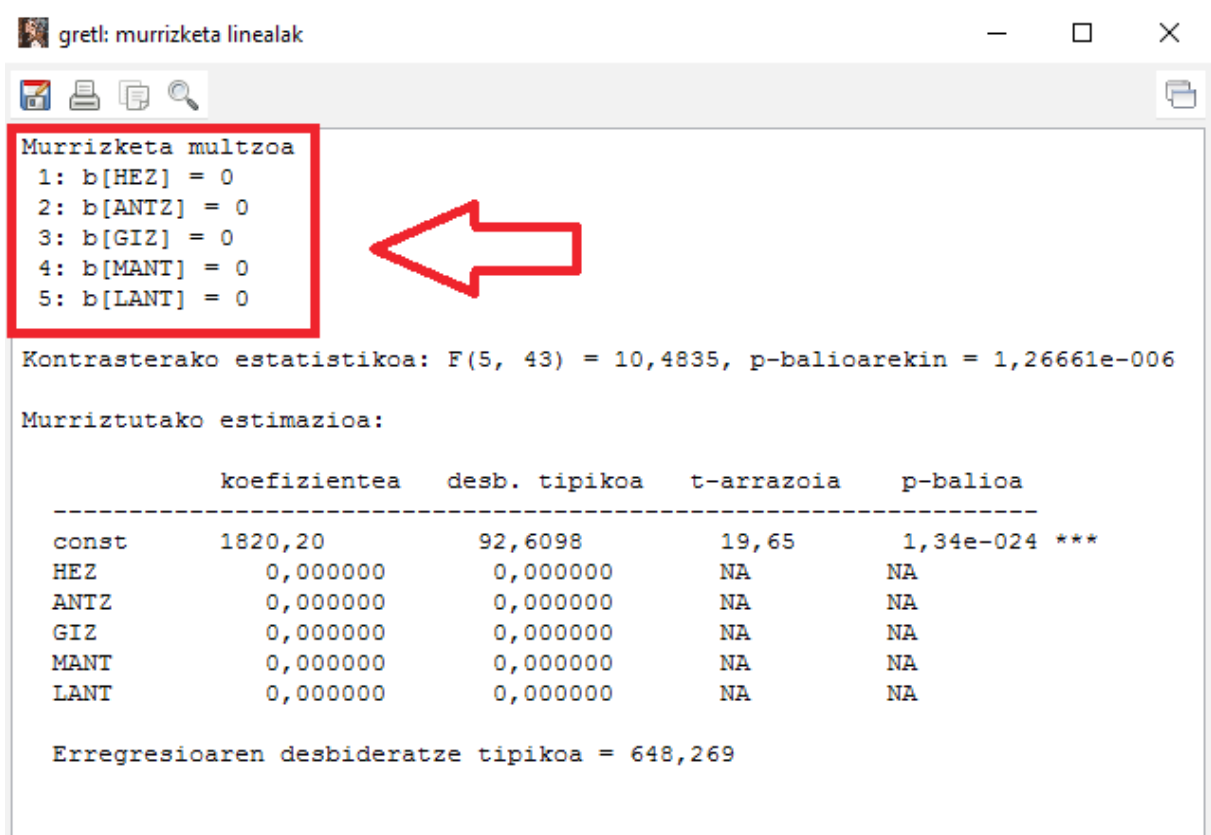 gretl: murrizketa linealak
Murrizketa multzoa
1: b[HEZ] = 0
2: b[ANTZ] = 0
3: b[GIZ] = 0
4: b[MANT] = 0
5: b[LANT] = 0
Kontrasterako estatistikoa: F(5, 43) = 10,4835, p-balioarekin = 1,26661e-006
Murriztutako estimazioa:
koefizientea desb. tipikoa t-arrazoia p-balioa
----------------------------------------------------------------
const 1820,20 92,6098 19,65 1,34e-024 ***
HEZ 0,000000 0,000000 NA NA
ANTZ 0,000000 0,000000 NA NA
GIZ 0,000000 0,000000 NA NA
MANT 0,000000 0,000000 NA NA
LANT 0,000000 0,000000 NA NA
Erregresioaren desbideratze tipikoa = 648,269